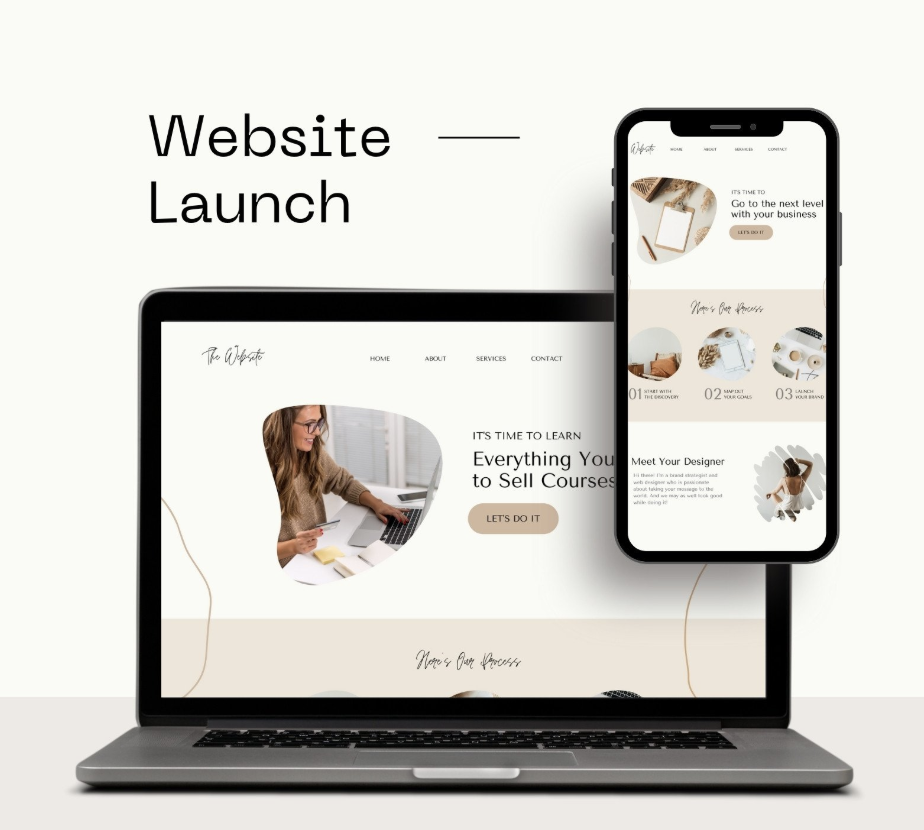 Website
Launch
The Website
HOME ABOUT SERVICES CONTACT
IT'S TIME TO LEARN
Everything You
to Sell Courses
LET'S DO IT
Here's Our Process
Website
HOME ABOUT SERVICES CONTACT
IT'S TIME TO
Go to the next level
with your business
LET'S DO IT
Here's Our Process
01 START WITH
THE DISCOVERY
02 MAP OUT
YOUR GOALS
03 LAUNCH
YOUR BRAND
Meet Your Designer
Hi there! I'm a brand strategist and
web designer who is passionate
about taking your message to the
world. And we may as well look good
while doing it!